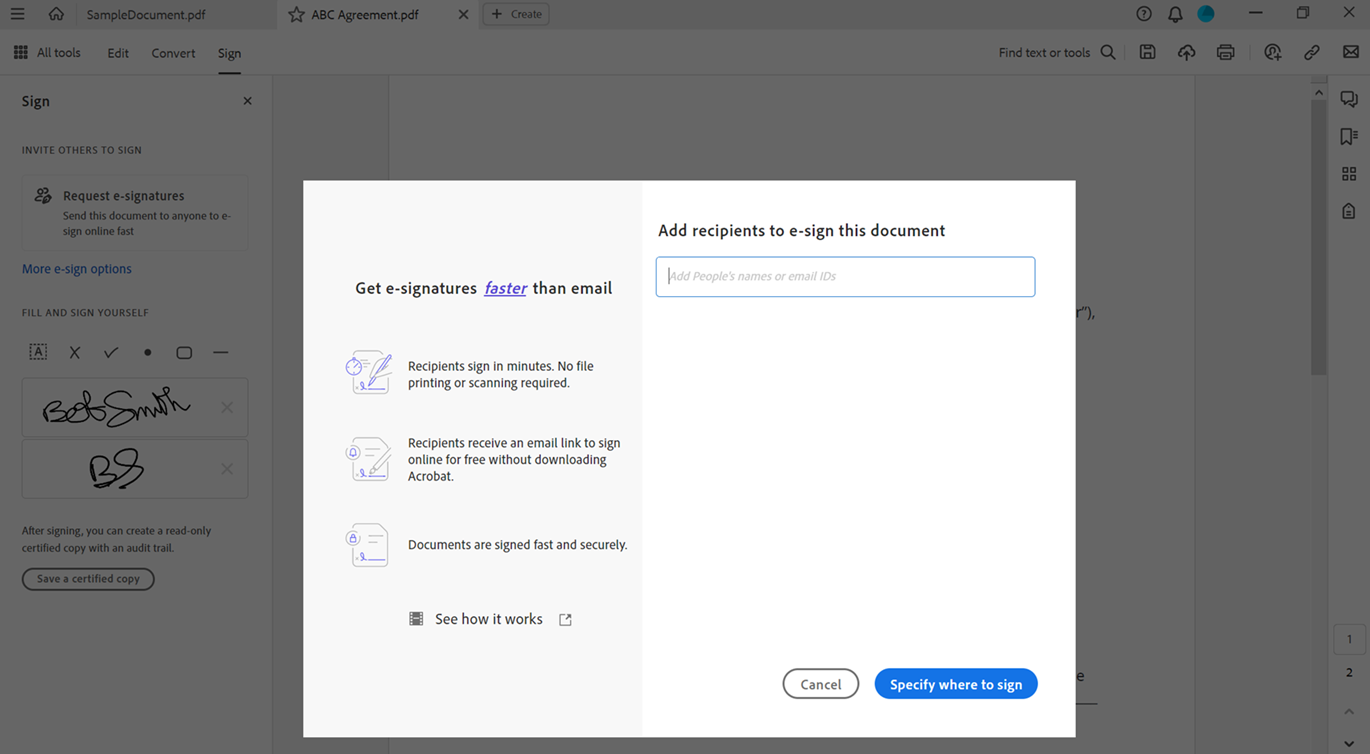 SampleDocument.pdf
ABC Agreement.pdf
Create
All tools
Edit
Convert
Sign
Find text or tools
Sign
INVITE OTHERS TO SIGN
Request e-signatures
Send this document to anyone to e-
sign online fast
More e-sign options
FILL AND SIGN YOURSELF
A
Bob Smith
BS
After signing, you can create a read-only
certified copy with an audit trail.
Save a certified copy
Get e-signatures faster than email
Recipients sign in minutes. No file
printing or scanning required.
Recipients receive an email link to sign
online for free without downloading
Acrobat.
Documents are signed fast and securely.
See how it works
Add recipients to e-sign this document
Add People's names or email IDs
Cancel
Specify where to sign
r"),
e
1
2